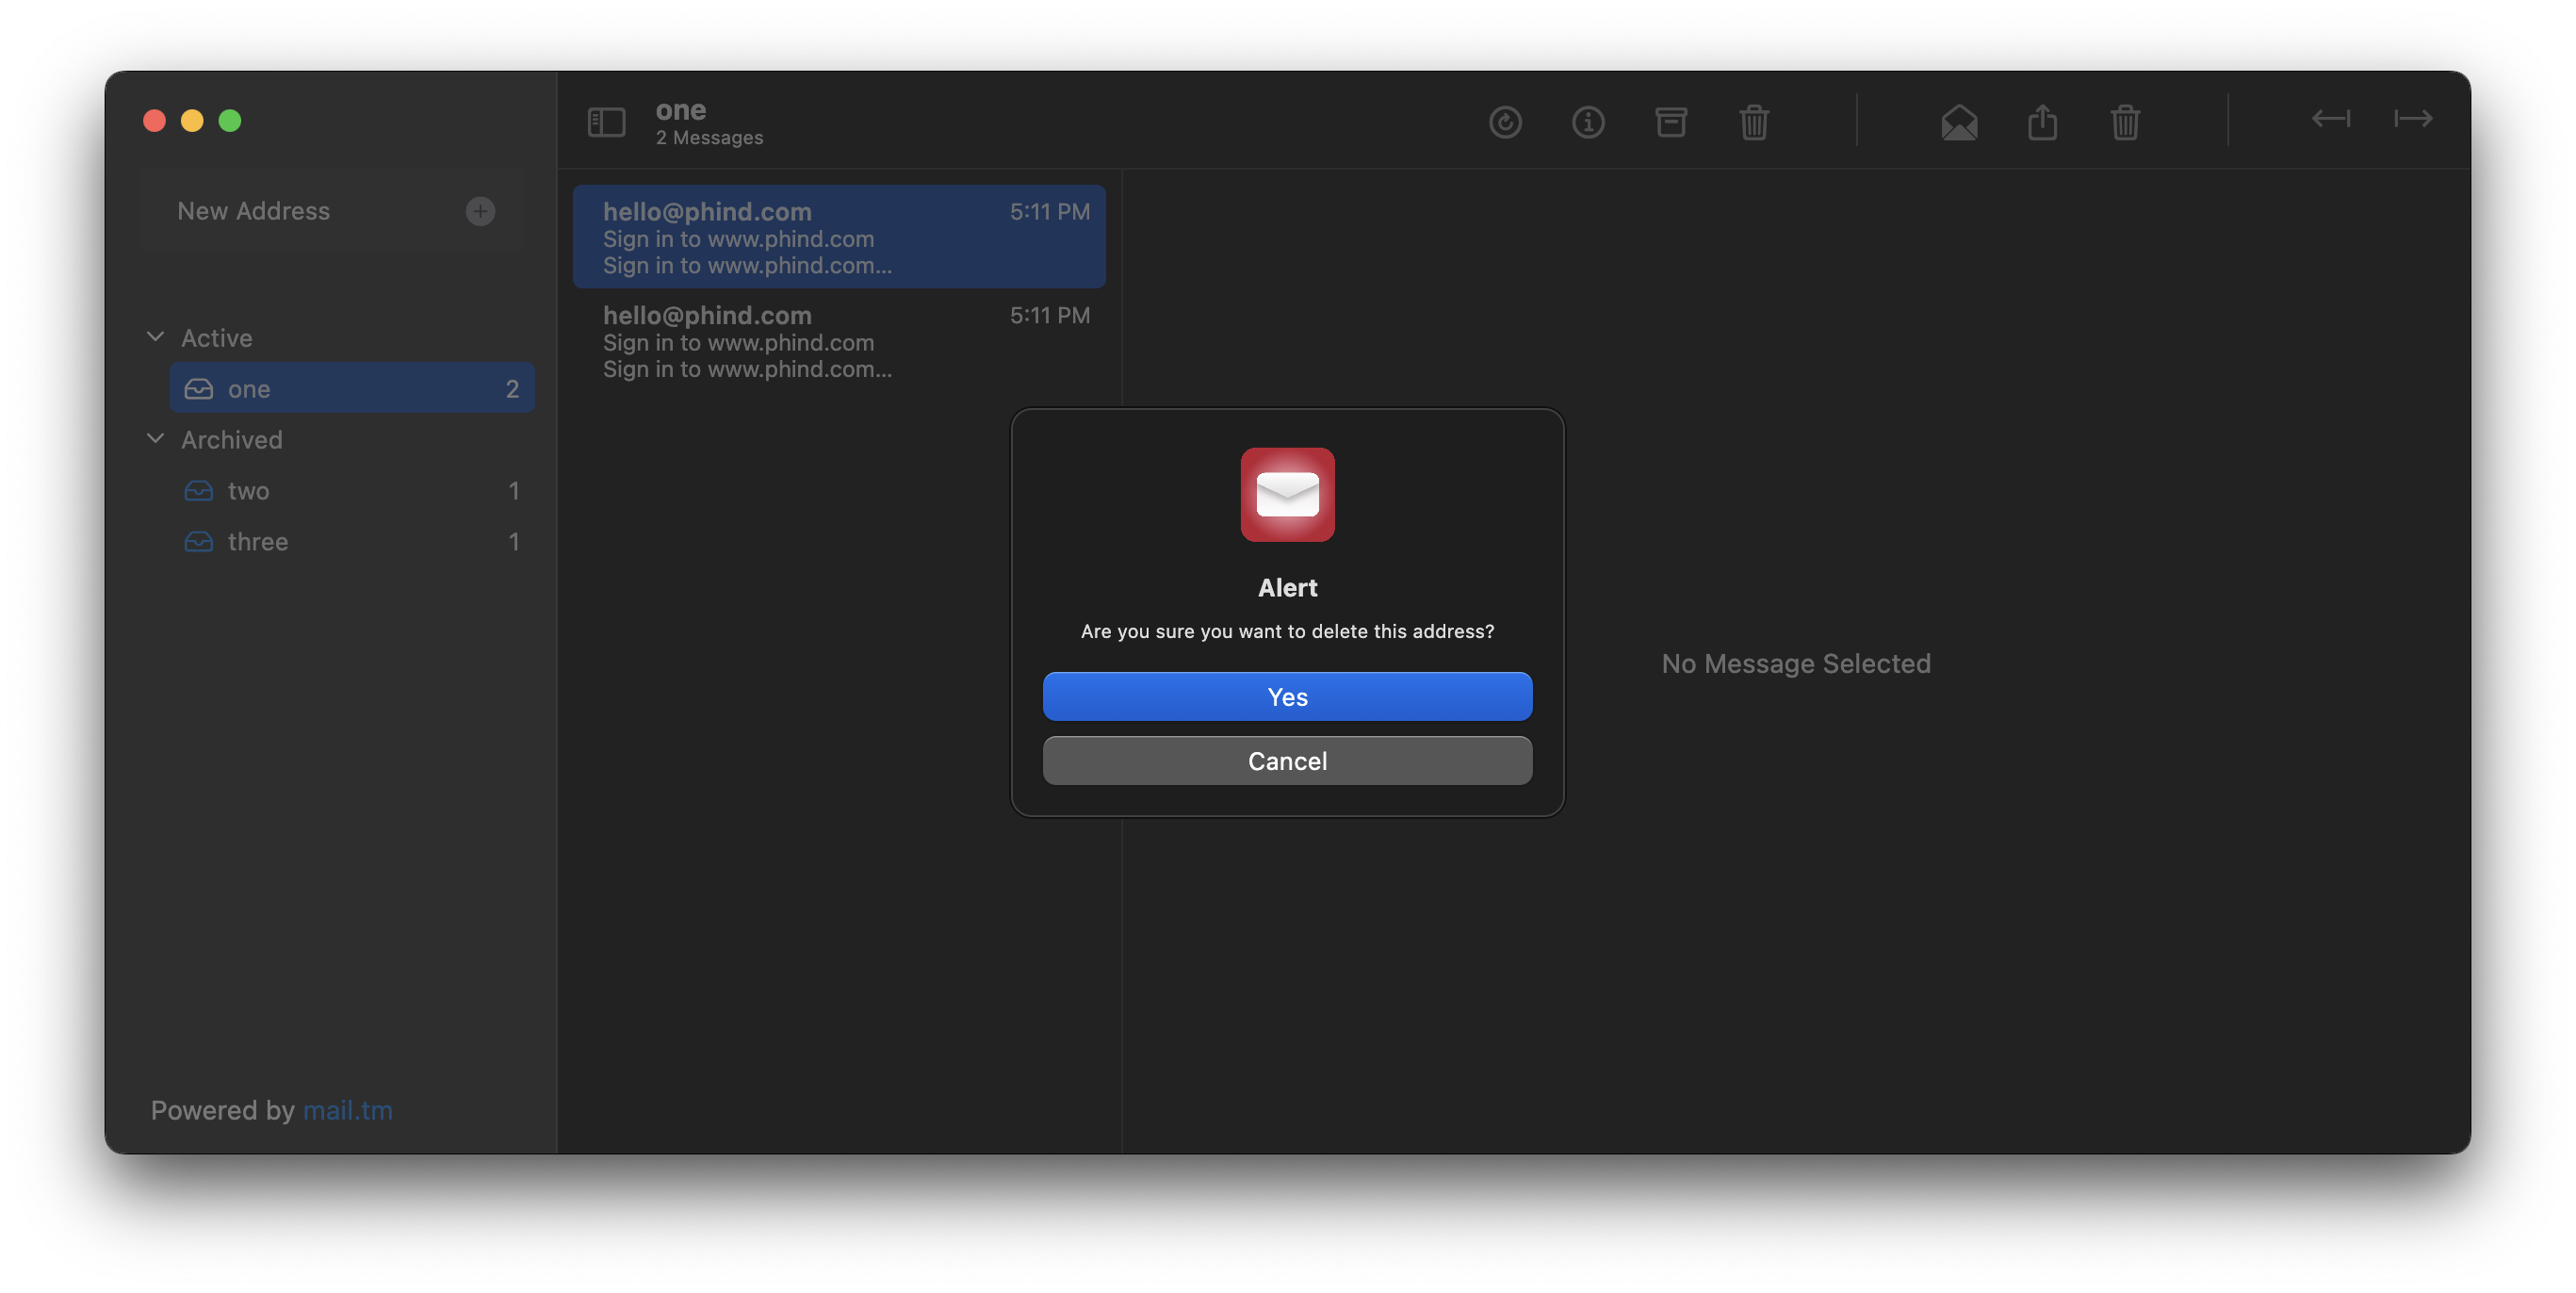 New Address
Active
one 2
Archived
two 1
three 1
Powered by mail.tm
one
2 Messages
hello@phind.com 5:11 PM
Sign in to www.phind.com
Sign in to www.phind.com...
hello@phind.com 5:11 PM
Sign in to www.phind.com
Sign in to www.phind.com...
No Message Selected
Alert
Are you sure you want to delete this address?
Yes
Cancel